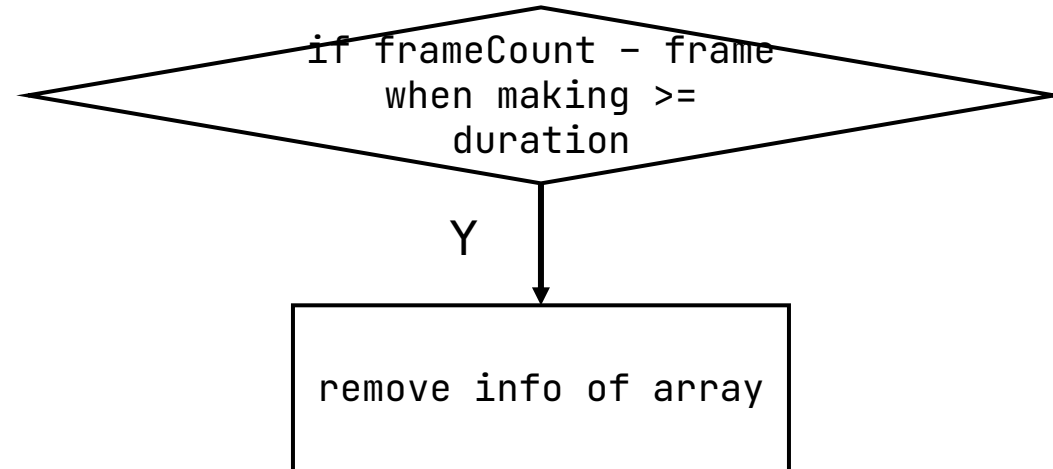 if frameCount – frame
when making >=
duration
Y
remove info of array